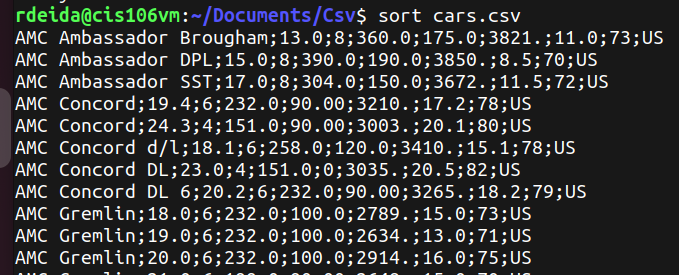 rdeida@cis106vm:~/Documents/Csv$ sort cars.csv
AMC Ambassador Brougham;13.0;8;360.0;175.0;3821.;11.0;73;US
AMC Ambassador DPL;15.0;8;390.0;190.0;3850.;8.5;70;US
AMC Ambassador SST;17.0;8;304.0;150.0;3672.;11.5;72;US
AMC Concord;19.4;6;232.0;90.00;3210.;17.2;78;US
AMC Concord;24.3;4;151.0;90.00;3003.;20.1;80;US
AMC Concord d/l;18.1;6;258.0;120.0;3410.;15.1;78;US
AMC Concord DL;23.0;4;151.0;0;3035.;20.5;82;US
AMC Concord DL 6;20.2;6;232.0;90.00;3265.;18.2;79;US
AMC Gremlin;18.0;6;232.0;100.0;2789.;15.0;73;US
AMC Gremlin;19.0;6;232.0;100.0;2634.;13.0;71;US
AMC Gremlin;20.0;6;232.0;100.0;2914.;16.0;75;US